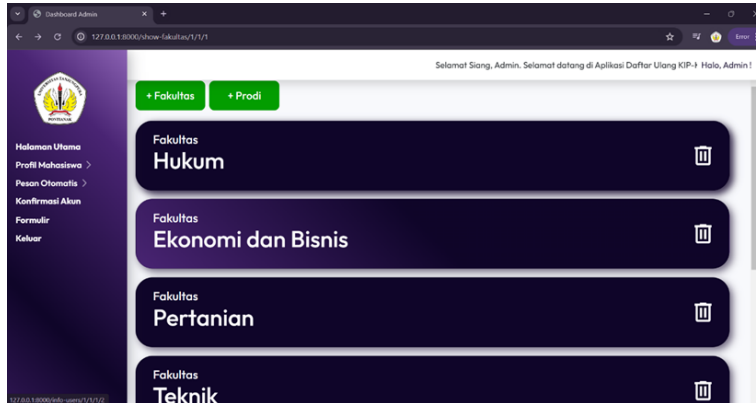 Dashboard Admin
127.0.0.1:8000/show-fakultas/1/1/1
Error
Selamat Siang, Admin. Selamat datang di Aplikasi Daftar Ulang KIP-K
Halo, Admin!
PONTIANAK
Halaman Utama
Profil Mahasiswa >
Pesan Otomatis >
Konfirmasi Akun
Formulir
Keluar
+ Fakultas
+ Prodi
Fakultas
Hukum
Fakultas
Ekonomi dan Bisnis
Fakultas
Pertanian
Fakultas
Teknik
127.0.0.1:8000/info-users/1/1/1/2